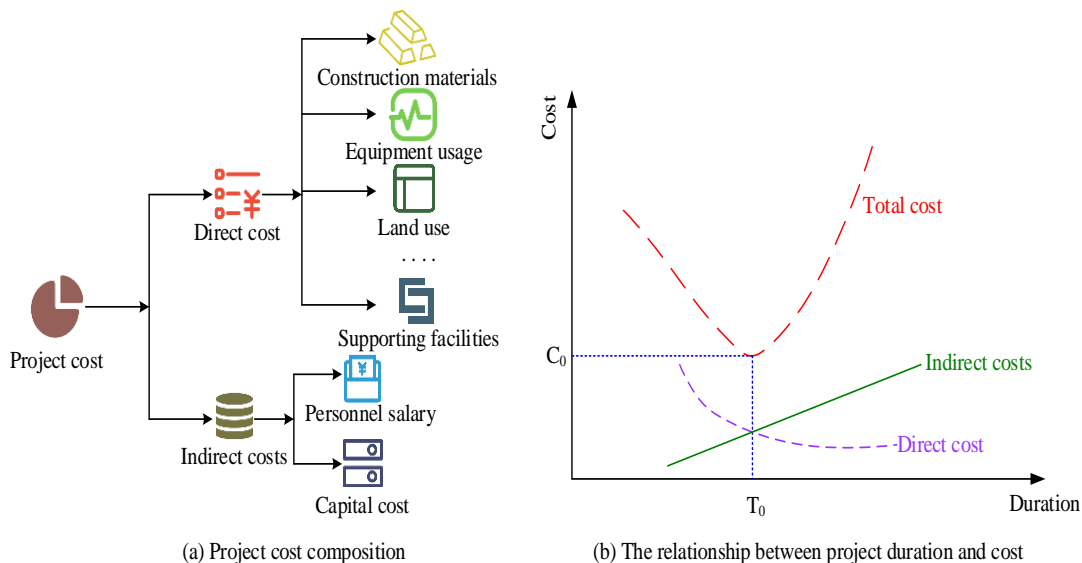 Construction materials
Equipment usage
Land use
....
Supporting facilities
Direct cost
¥
Project cost
Indirect costs
¥
Personnel salary
Capital cost
(a) Project cost composition
Cost
Total cost
C₀
Indirect costs
Direct cost
T₀
Duration
(b) The relationship between project duration and cost